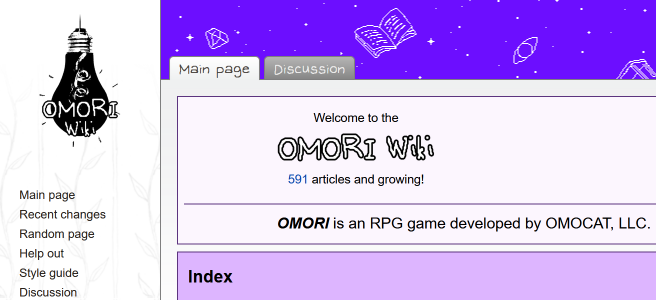 OMORI
Wiki
Main page
Recent changes
Random page
Help out
Style guide
Discussion
Main page Discussion
Welcome to the
OMORI Wiki
591 articles and growing!
OMORI is an RPG game developed by OMOCAT, LLC.
Index